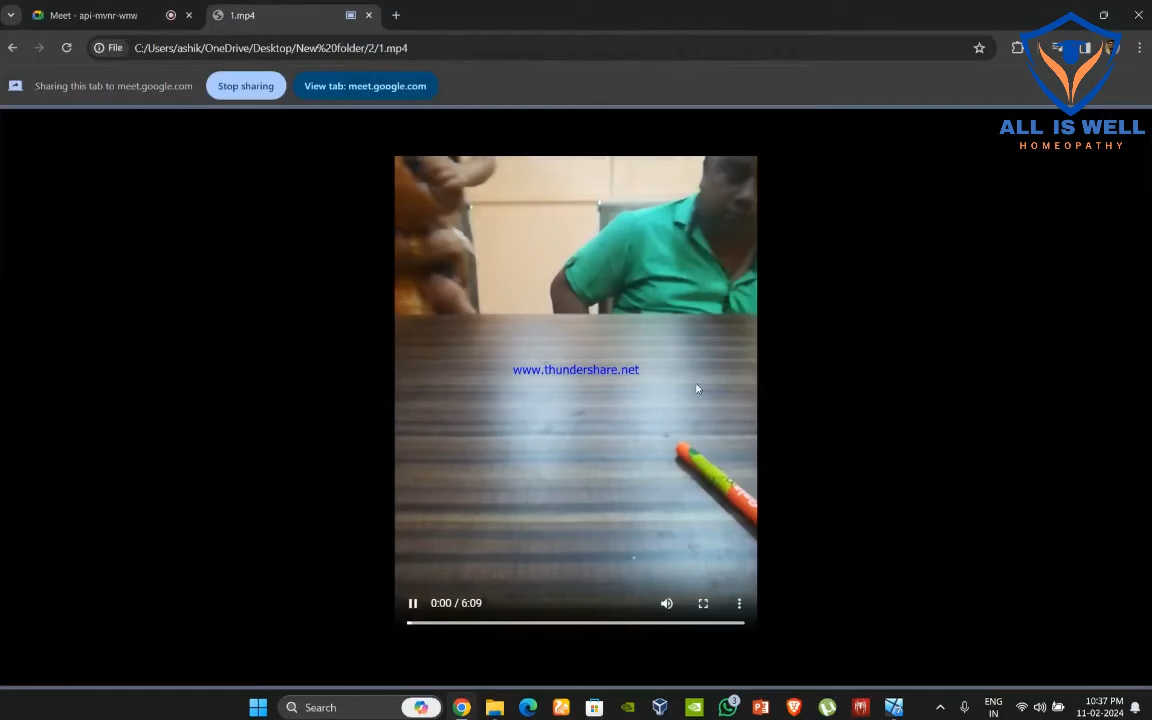 Meet - api-mvnr-wnw
1.mp4
File
C:/Users/ashik/OneDrive/Desktop/New%20folder/2/1.mp4
Sharing this tab to meet.google.com
Stop sharing
View tab: meet.google.com
ALL IS WELL
HOMEOPATHY
www.thundershare.net
0:00 / 6:09
Search
3
ENG
IN
10:37 PM
11-02-2024